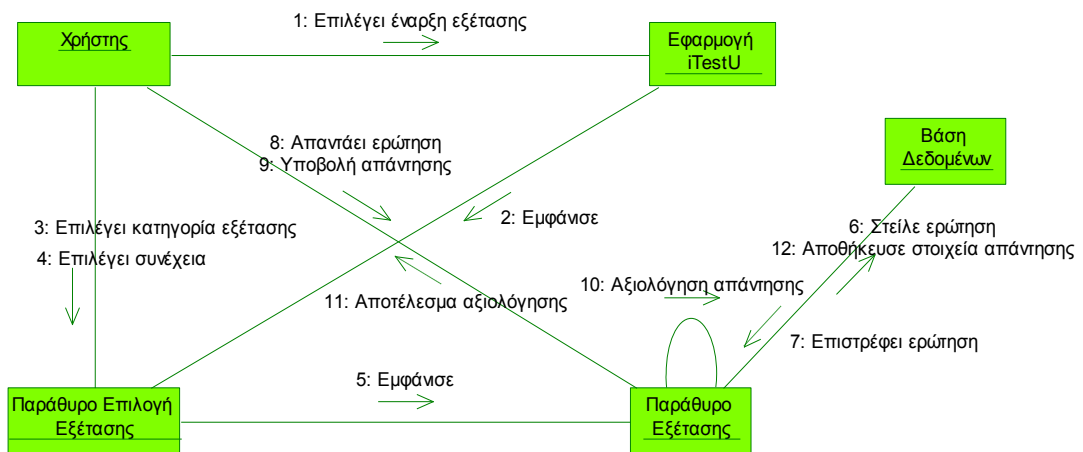 1: Επιλέγει έναρξη εξέτασης
Χρήστης
Εφαρμογή
iTestU
8: Απαντάει ερώτηση
9: Υποβολή απάντησης
Βάση
Δεδομένων
3: Επιλέγει κατηγορία εξέτασης
4: Επιλέγει συνέχεια
2: Εμφάνισε
6: Στείλε ερώτηση
12: Αποθήκευσε στοιχεία απάντησης
11: Αποτέλεσμα αξιολόγησης
10: Αξιολόγηση απάντησης
7: Επιστρέφει ερώτηση
5: Εμφάνισε
Παράθυρο Επιλογή
Εξέτασης
Παράθυρο
Εξέτασης